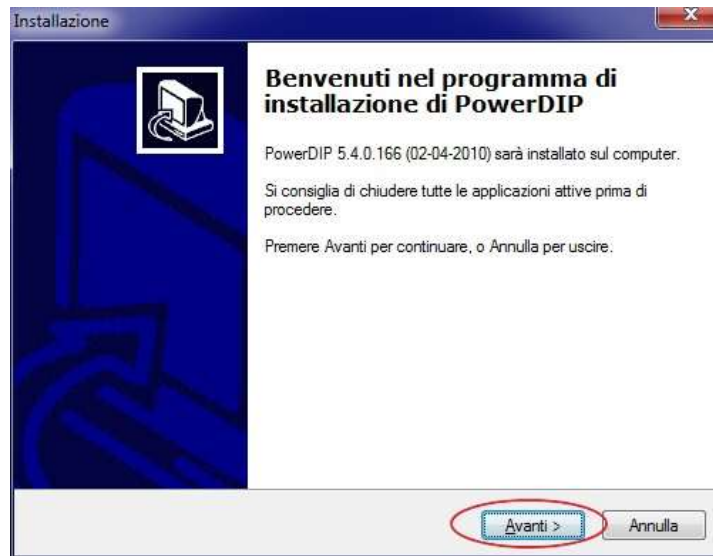 Installazione
Benvenuti nel programma di
installazione di PowerDIP
PowerDIP 5.4.0.166 (02-04-2010) sarà installato sul computer.
Si consiglia di chiudere tutte le applicazioni attive prima di
procedere.
Premere Avanti per continuare, o Annulla per uscire.
Avanti > Annulla